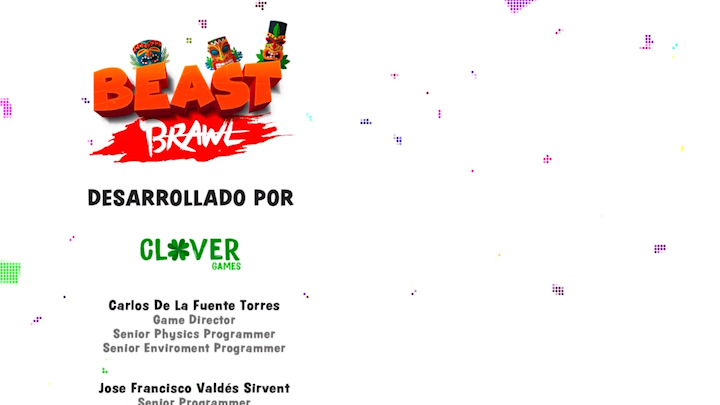 BEAST
BRAWL
DESARROLLADO POR
CLOVER
GAMES
Carlos De La Fuente Torres
Game Director
Senior Physics Programmer
Senior Enviroment Programmer
Jose Francisco Valdés Sirvent
Senior Programmer